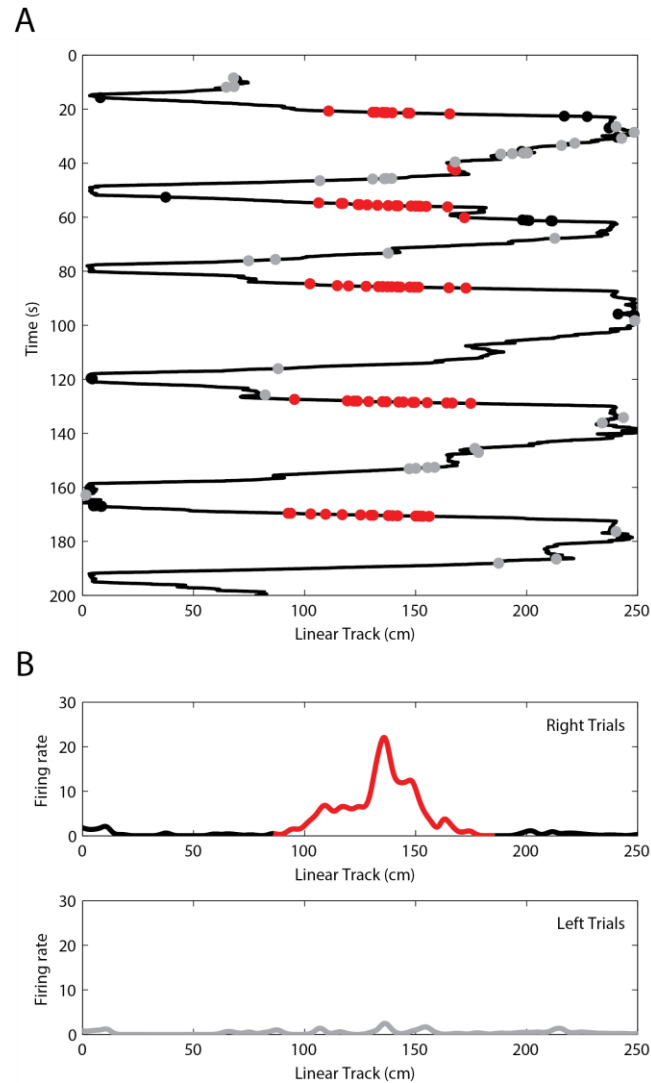 A
0
20
40
60
80
100
120
140
160
180
200
Time (s)
0 50 100 150 200 250
Linear Track (cm)
B
30
20
10
0
Firing rate
Right Trials
0 50 100 150 200 250
Linear Track (cm)
30
20
10
0
Firing rate
Left Trials
0 50 100 150 200 250
Linear Track (cm)